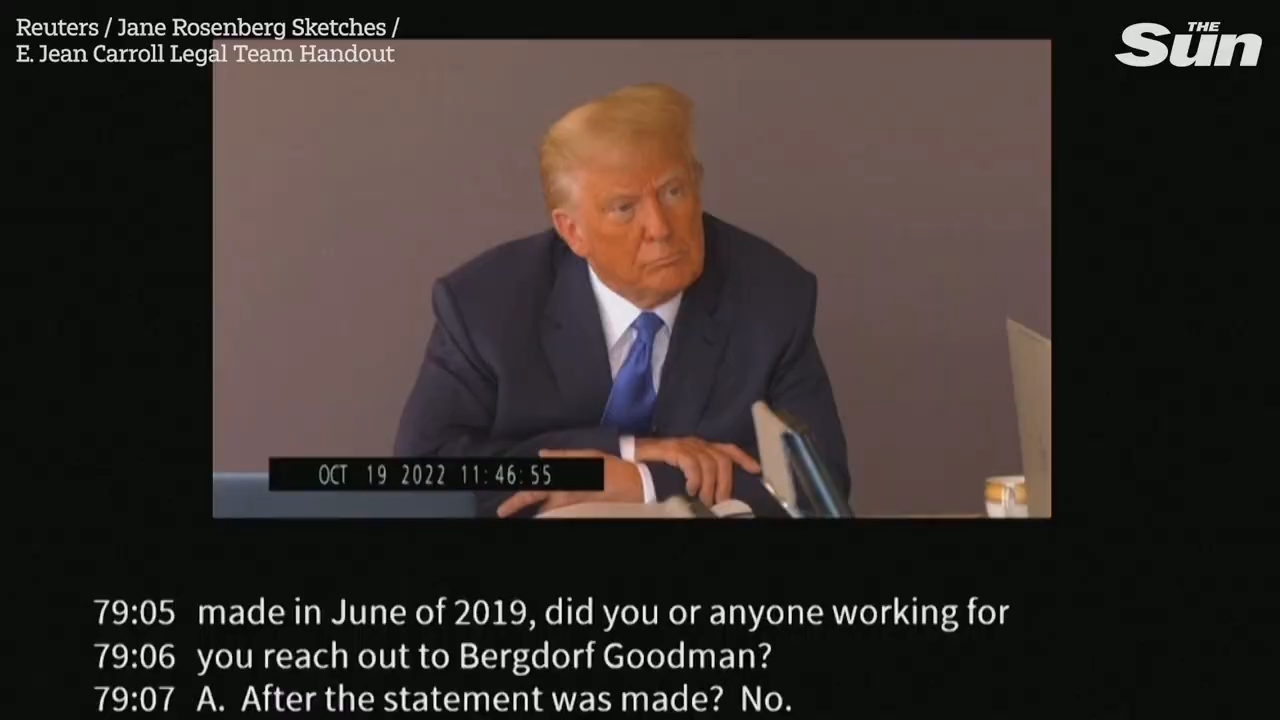 Reuters / Jane Rosenberg Sketches /
E. Jean Carroll Legal Team Handout
THE
Sun
OCT 19 2022 11:46:55
79:05 made in June of 2019, did you or anyone working for
79:06 you reach out to Bergdorf Goodman?
79:07 A. After the statement was made? No.